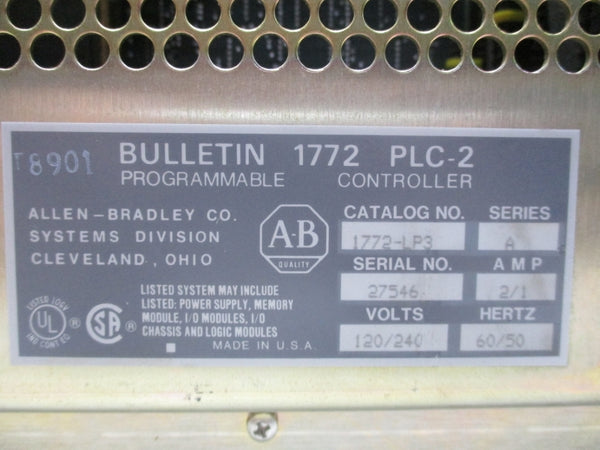 T8901
BULLETIN 1772 PLC-2
PROGRAMMABLE CONTROLLER
ALLEN-BRADLEY CO.
SYSTEMS DIVISION
CLEVELAND, OHIO
A-B
QUALITY
CATALOG NO. SERIES
1772-LP3 A
SERIAL NO. AMP
27546 2/1
VOLTS HERTZ
120/240 60/50
LISTED SYSTEM MAY INCLUDE
LISTED: POWER SUPPLY, MEMORY
MODULE, I/O MODULES, I/O
CHASSIS AND LOGIC MODULES
MADE IN U.S.A.
UL
®
SA
®